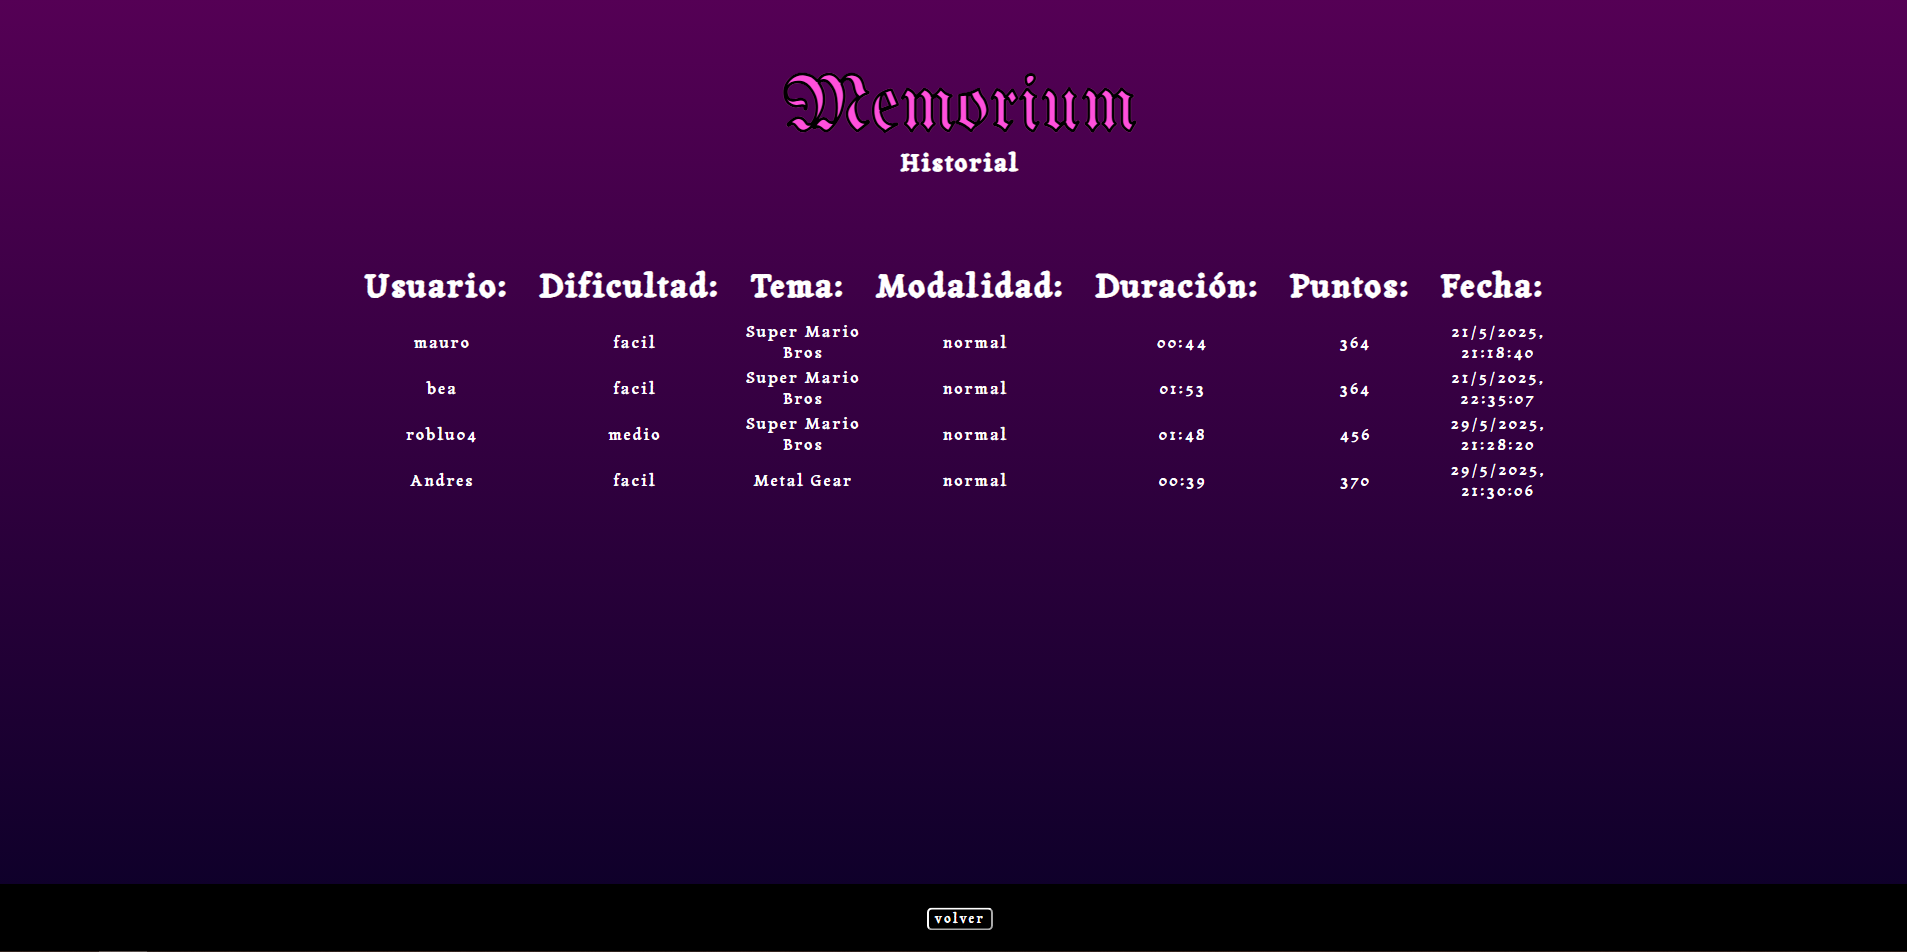 Memorium
Historial
Usuario: Dificultad: Tema: Modalidad: Duración: Puntos: Fecha:
mauro facil Super Mario Bros normal 00:44 364 21/5/2025, 21:18:40
bea facil Super Mario Bros normal 01:53 364 21/5/2025, 22:35:07
roblu04 medio Super Mario Bros normal 01:48 456 29/5/2025, 21:28:20
Andres facil Metal Gear normal 00:39 370 29/5/2025, 21:30:06
volver